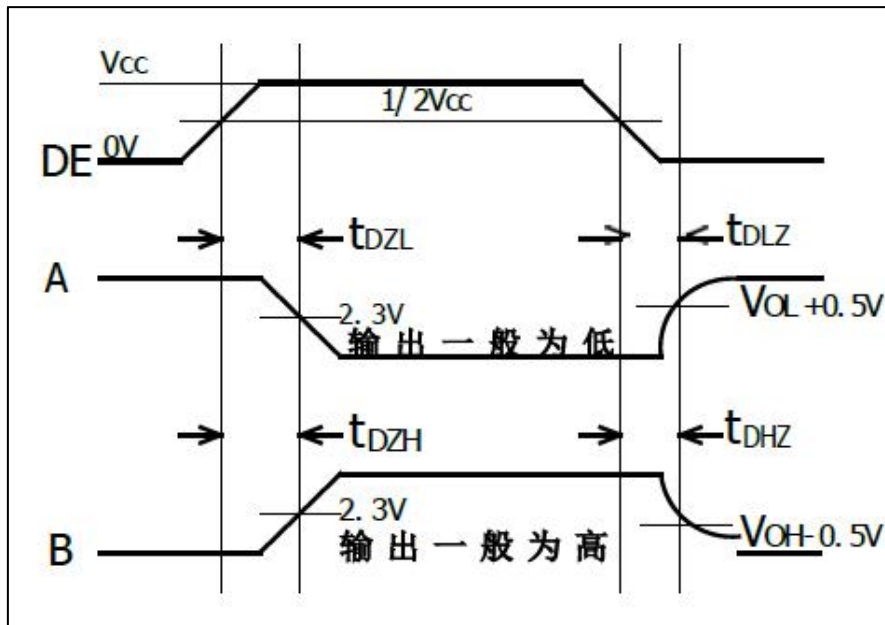 Vcc
1/2Vcc
DE 0V
tDZL
tDLZ
A
2.3V
VOL+0.5V
输出一般为低
tDZH
tDHZ
2.3V
VOH-0.5V
B
输出一般为高